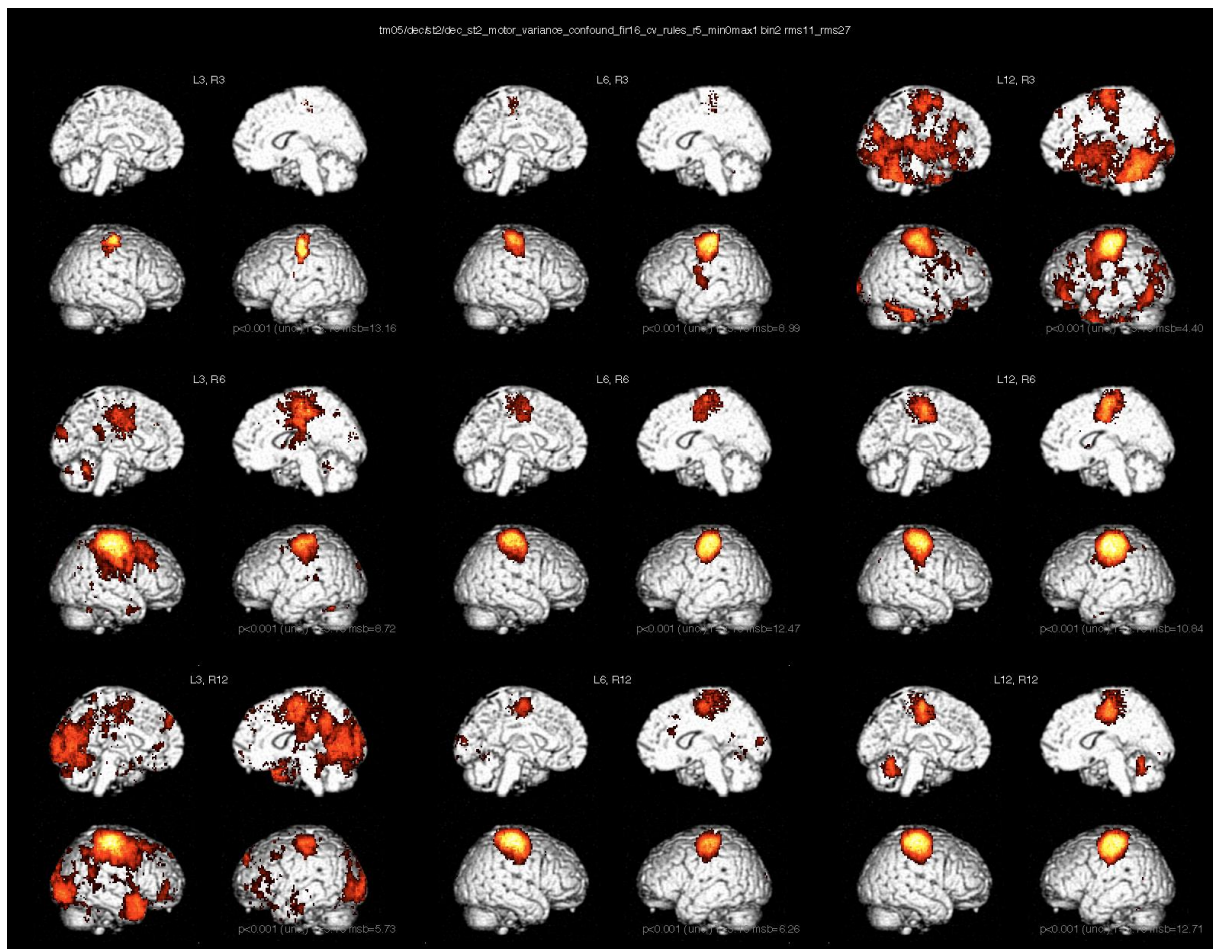 tm05/dec/st2/dec_st2_motor_variance_confound_fir16_cv_rules_r5_min0max1 bin2 rms11_rms27
L3, R3
L6, R3
L12, R3
p<0.001 (unc) msb=13.16
p<0.001 (unc) msb=8.99
p<0.001 (unc) msb=4.40
L3, R6
L6, R6
L12, R6
p<0.001 (unc) msb=8.72
p<0.001 (unc) msb=12.47
p<0.001 (unc) msb=10.84
L3, R12
L6, R12
L12, R12
p<0.001 (unc) msb=5.73
p<0.001 (unc) msb=6.26
p<0.001 (unc) msb=12.71